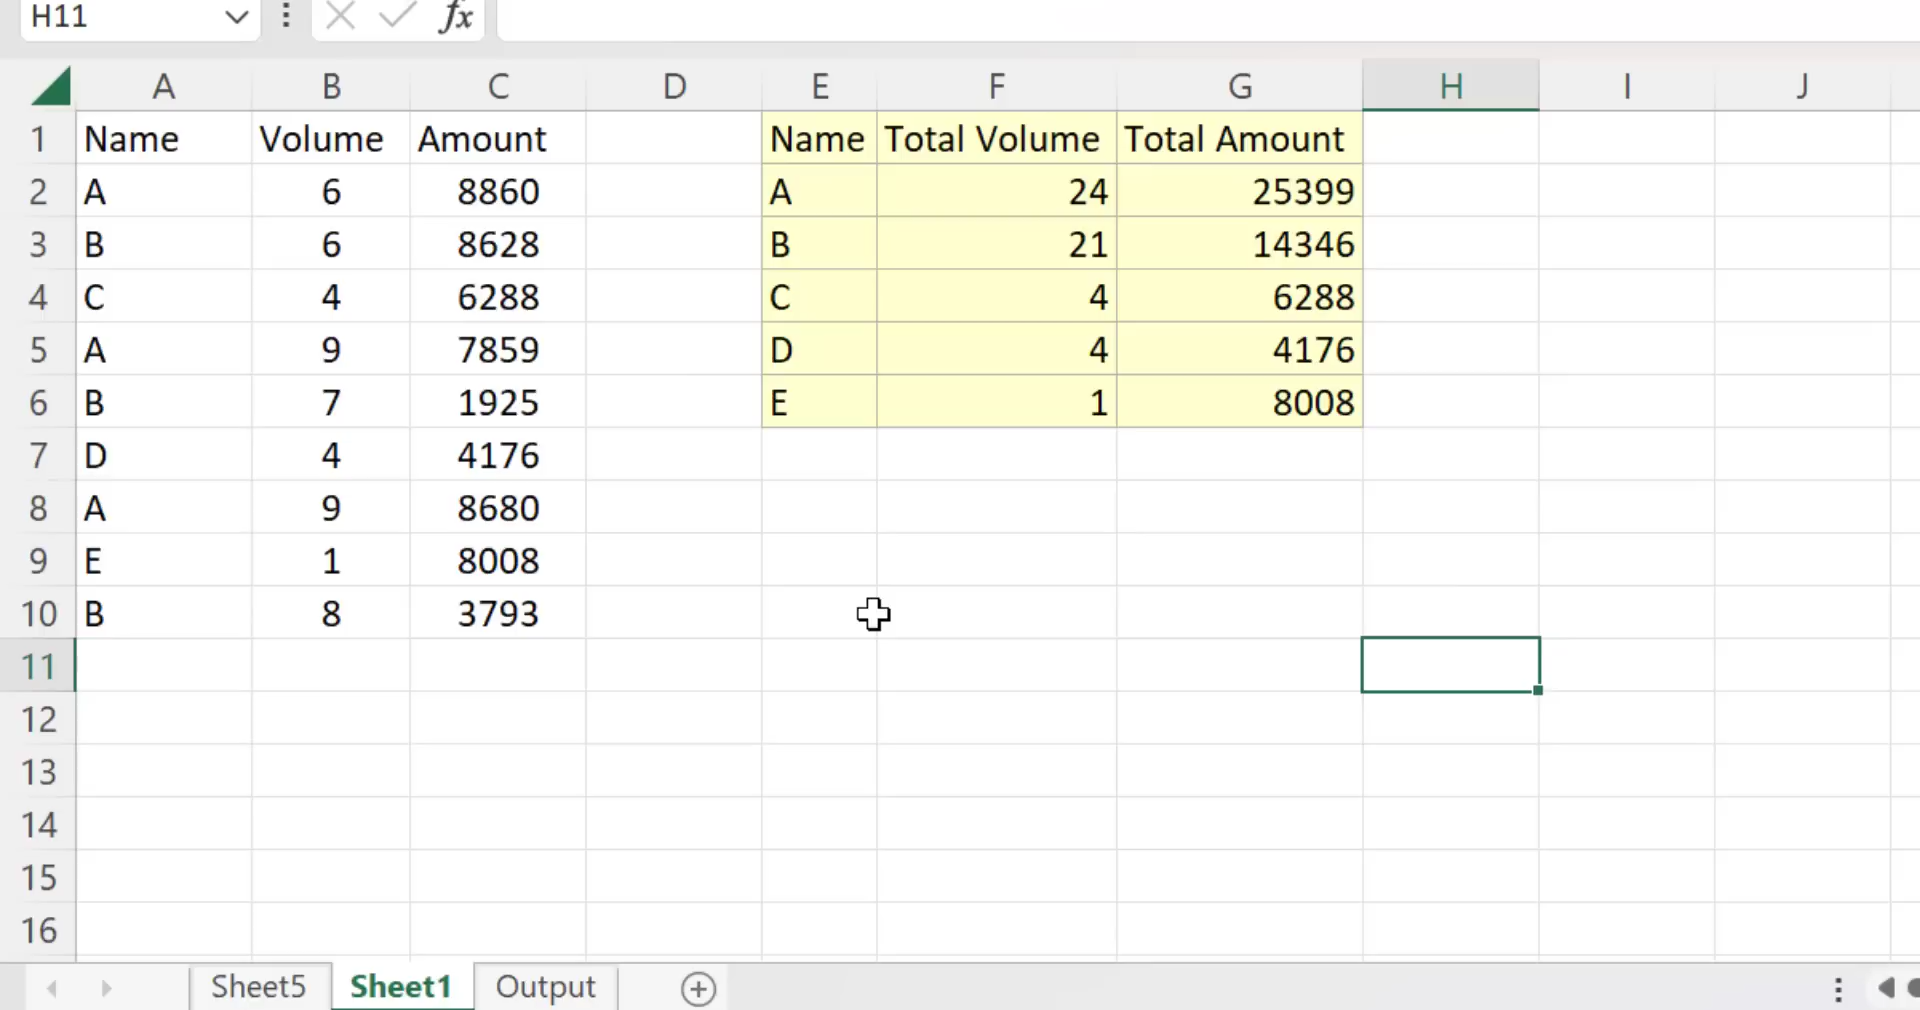 H11 fx
A B C D E F G H I J
1 Name Volume Amount Name Total Volume Total Amount
2 A 6 8860 A 24 25399
3 B 6 8628 B 21 14346
4 C 4 6288 C 4 6288
5 A 9 7859 D 4 4176
6 B 7 1925 E 1 8008
7 D 4 4176
8 A 9 8680
9 E 1 8008
10 B 8 3793
11
12
13
14
15
16
Sheet5 Sheet1 Output